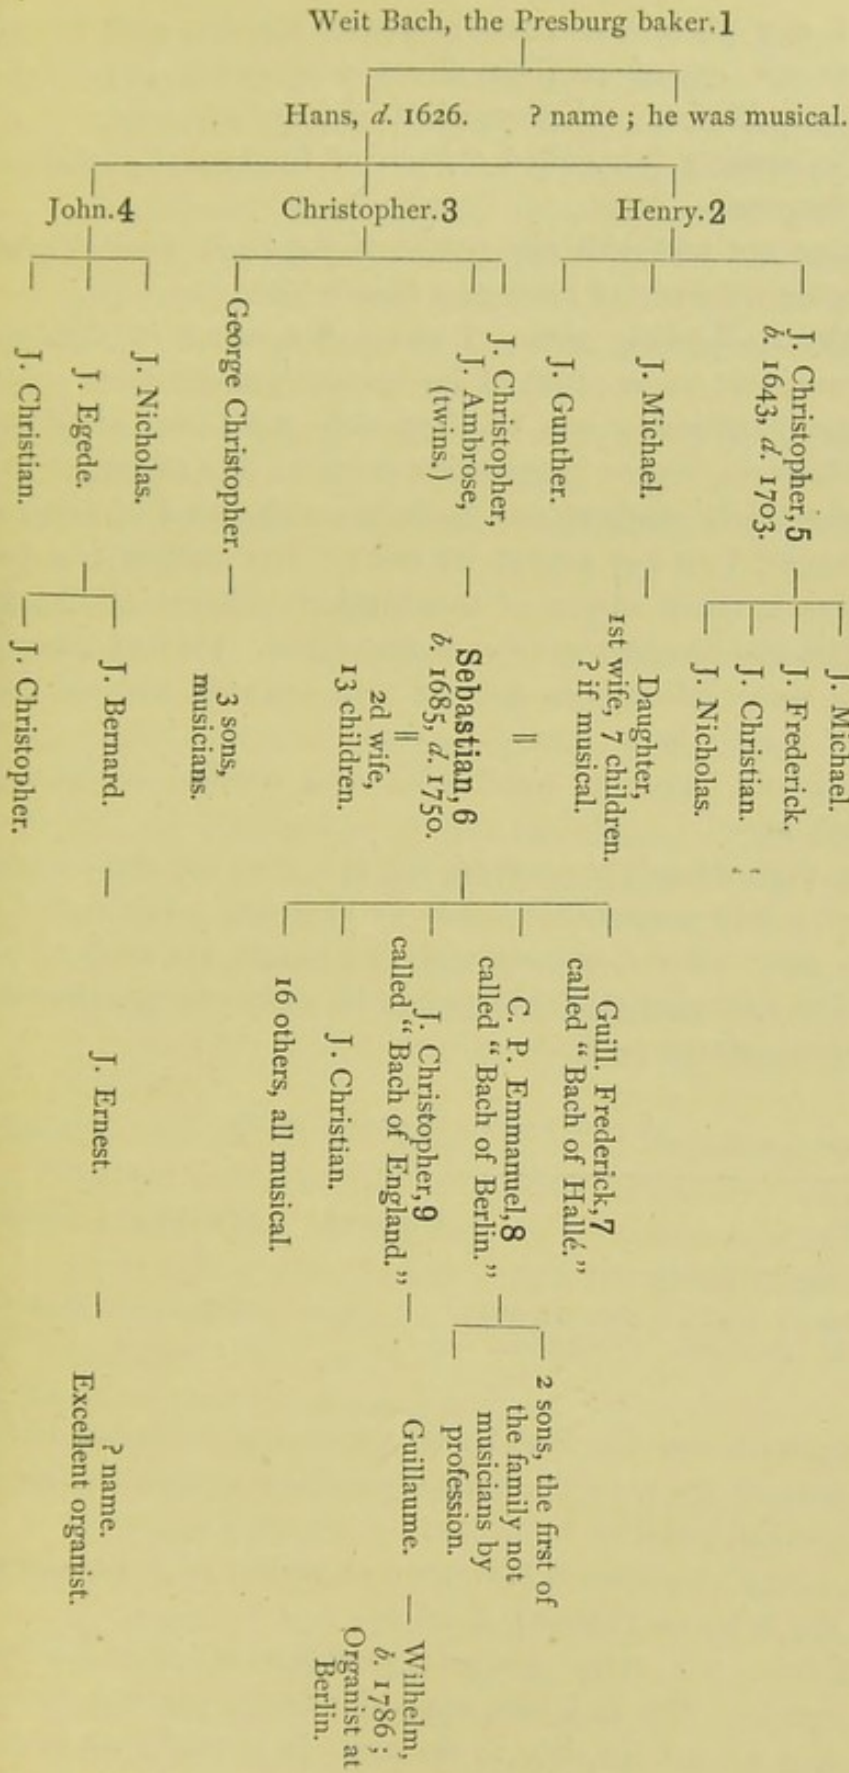 Weit Bach, the Presburg baker. 1
Hans, d. 1626. ? name ; he was musical.
John. 4 Christopher. 3 Henry. 2
J. Christian.
J. Egede.
J. Nicholas.
George Christopher.
J. Christopher,
J. Ambrose,
(twins.)
J. Gunther.
J. Michael.
J. Christopher, 5
b. 1643, d. 1703.
J. Christopher.
J. Bernard.
3 sons,
musicians.
Sebastian, 6
b. 1685, d. 1750.
||
2d wife,
13 children.
||
Daughter,
1st wife, 7 children.
? if musical.
J. Michael.
J. Frederick.
J. Christian.
J. Nicholas.
J. Ernest.
Guill. Frederick, 7
called “ Bach of Hallé.”
C. P. Emmanuel, 8
called “ Bach of Berlin.”
J. Christopher, 9
called “ Bach of England.”
J. Christian.
16 others, all musical.
? name.
Excellent organist.
2 sons, the first of
the family not
musicians by
profession.
Guillaume.
Wilhelm,
b. 1786 ;
Organist at
Berlin.